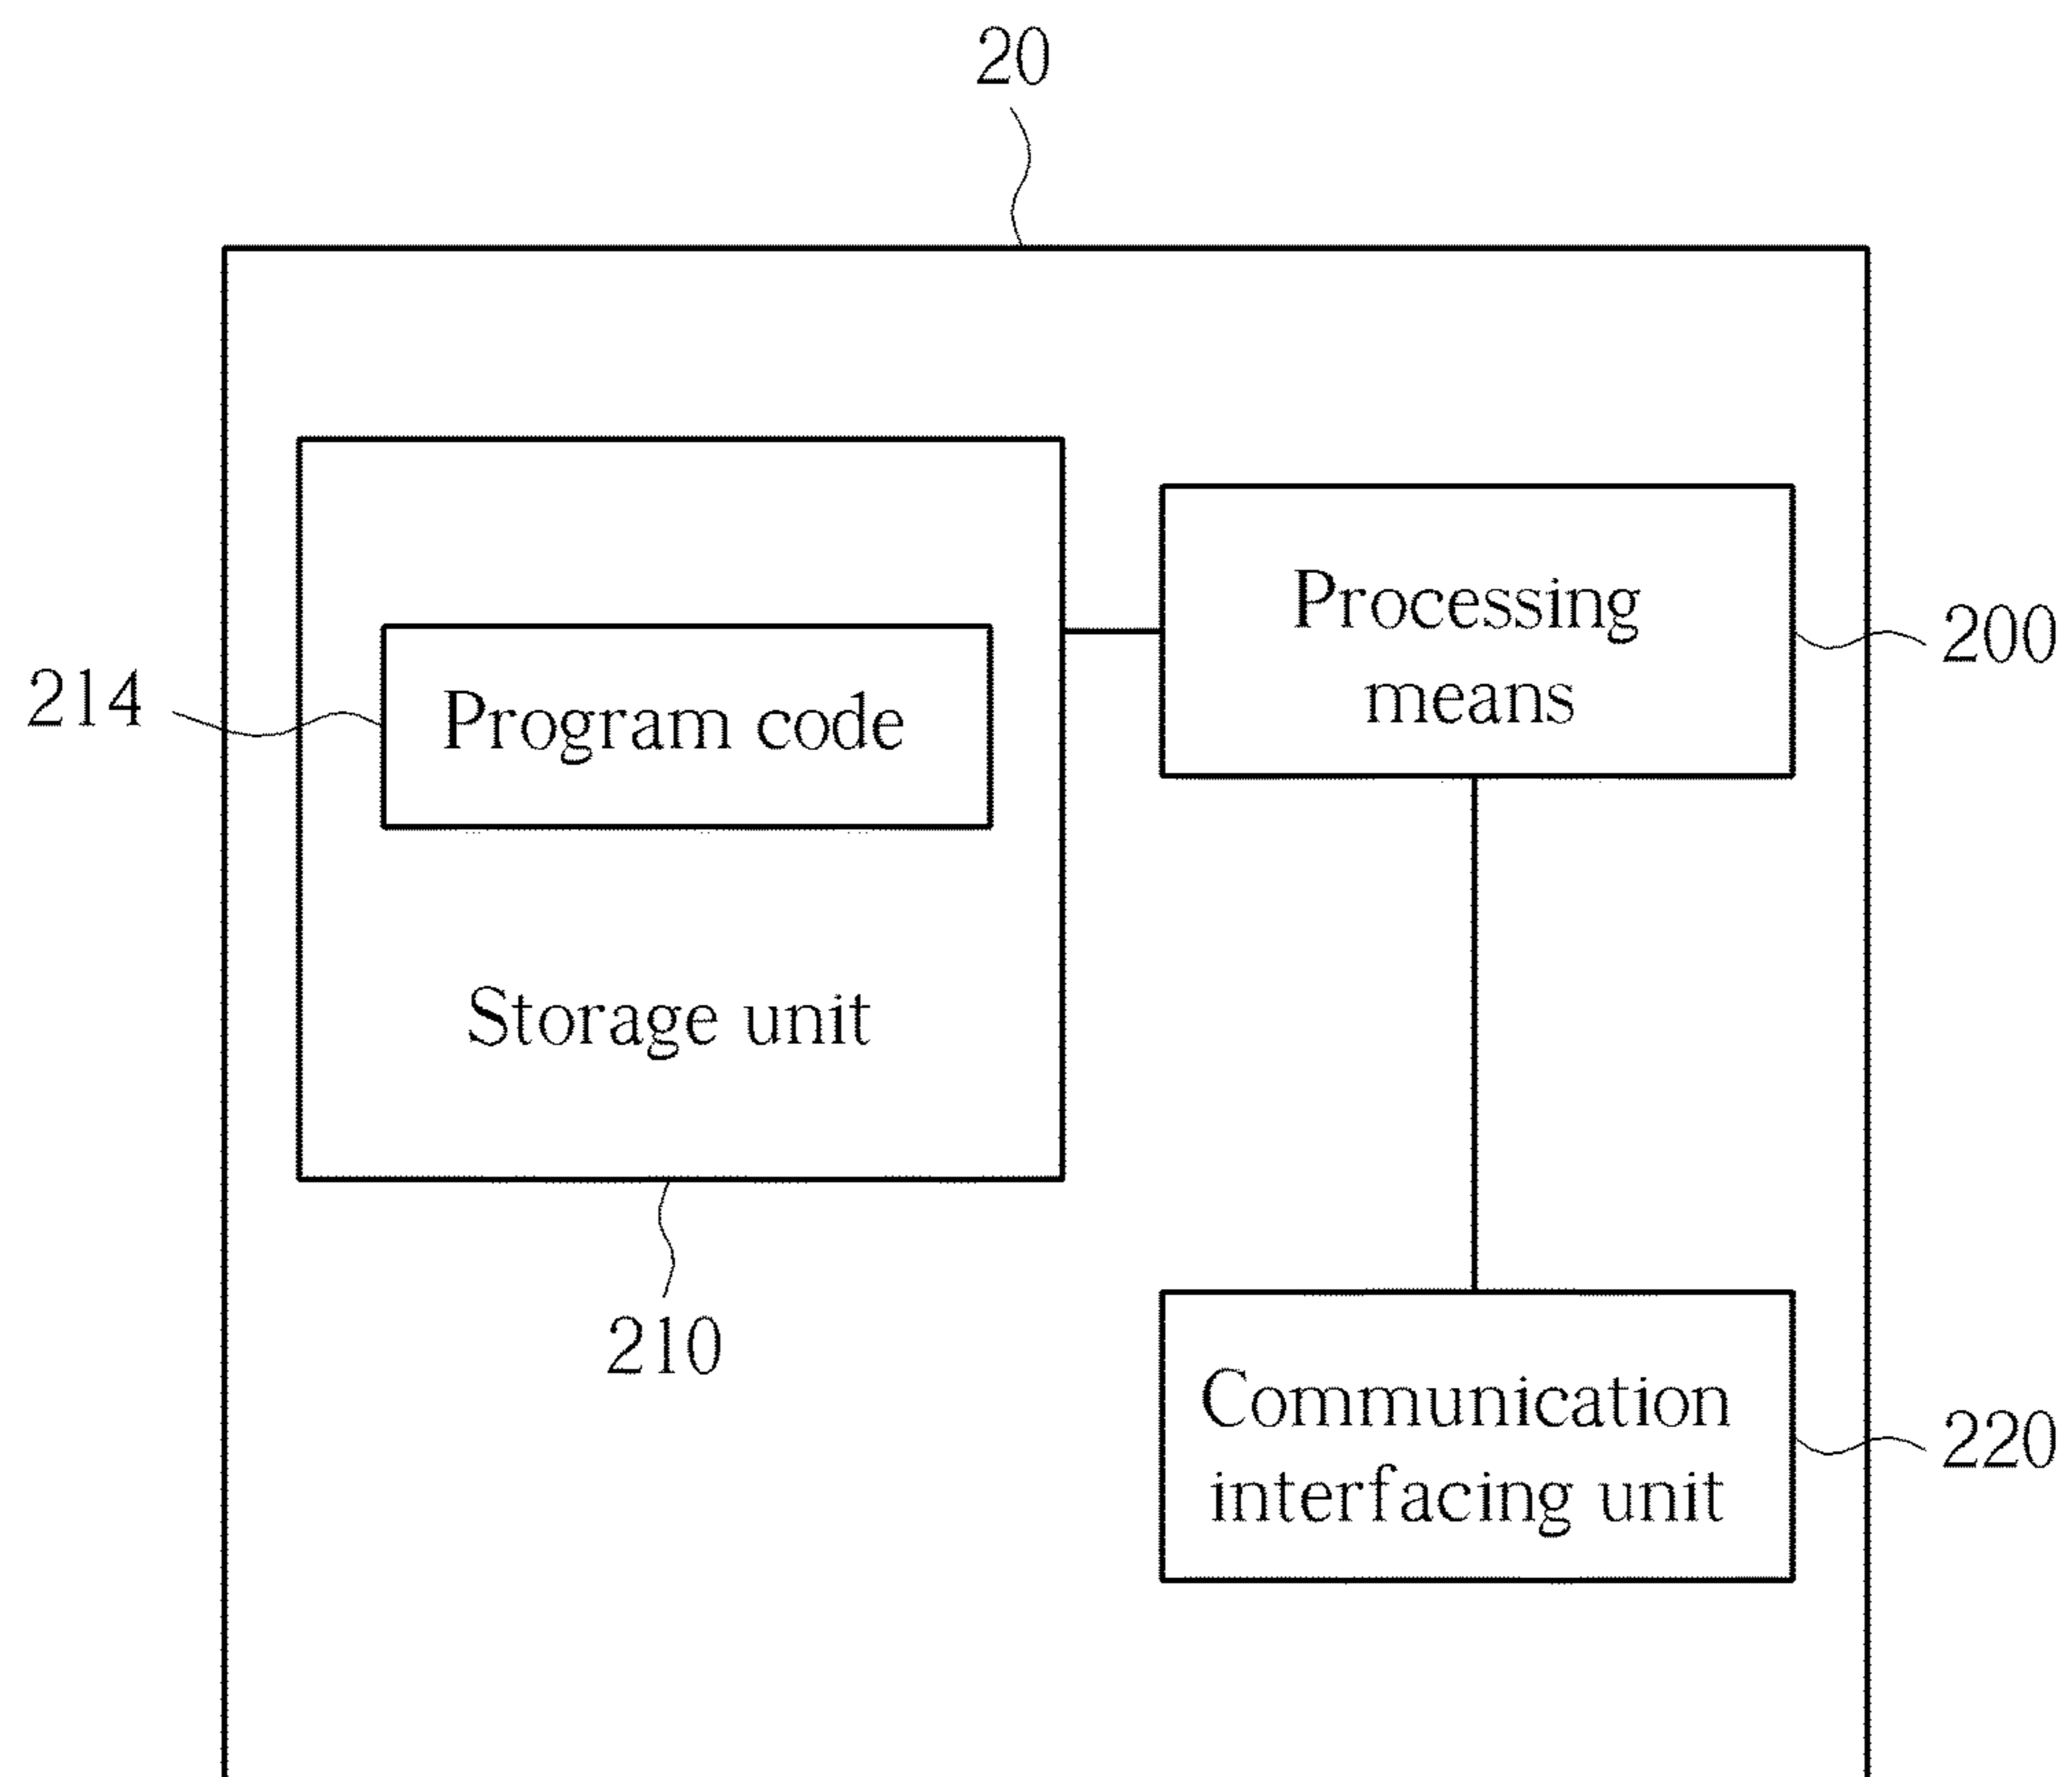 20
Processing
means
200
214
Program code
Storage unit
210
Communication
interfacing unit
220